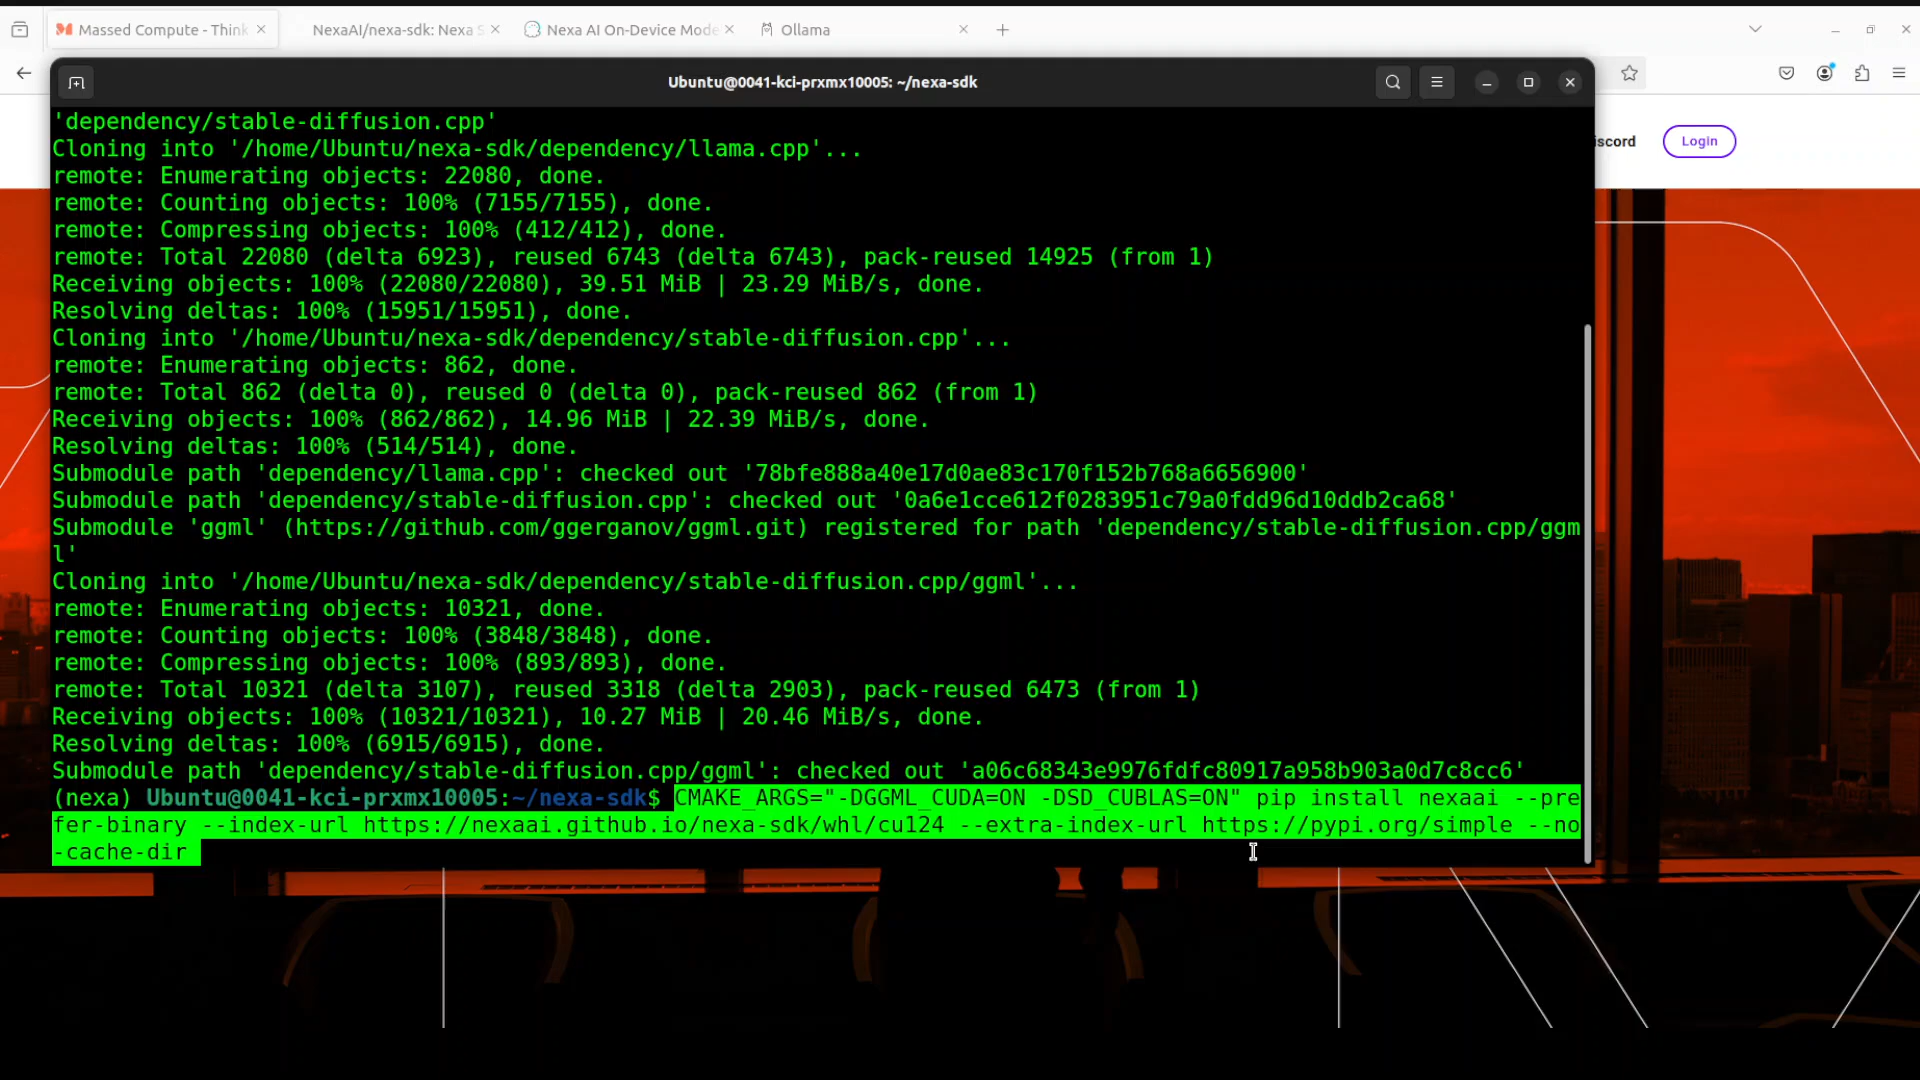 Massed Compute - Think
NexaAI/nexa-sdk: Nexa S
Nexa AI On-Device Mode
Ollama
Ubuntu@0041-kci-prxmx10005: ~/nexa-sdk
iscord
Login
'dependency/stable-diffusion.cpp'
Cloning into '/home/Ubuntu/nexa-sdk/dependency/llama.cpp'...
remote: Enumerating objects: 22080, done.
remote: Counting objects: 100% (7155/7155), done.
remote: Compressing objects: 100% (412/412), done.
remote: Total 22080 (delta 6923), reused 6743 (delta 6743), pack-reused 14925 (from 1)
Receiving objects: 100% (22080/22080), 39.51 MiB | 23.29 MiB/s, done.
Resolving deltas: 100% (15951/15951), done.
Cloning into '/home/Ubuntu/nexa-sdk/dependency/stable-diffusion.cpp'...
remote: Enumerating objects: 862, done.
remote: Total 862 (delta 0), reused 0 (delta 0), pack-reused 862 (from 1)
Receiving objects: 100% (862/862), 14.96 MiB | 22.39 MiB/s, done.
Resolving deltas: 100% (514/514), done.
Submodule path 'dependency/llama.cpp': checked out '78bfe888a40e17d0ae83c170f152b768a6656900'
Submodule path 'dependency/stable-diffusion.cpp': checked out '0a6e1cce612f0283951c79a0fdd96d10ddb2ca68'
Submodule 'ggml' (https://github.com/ggerganov/ggml.git) registered for path 'dependency/stable-diffusion.cpp/ggm
l'
Cloning into '/home/Ubuntu/nexa-sdk/dependency/stable-diffusion.cpp/ggml'...
remote: Enumerating objects: 10321, done.
remote: Counting objects: 100% (3848/3848), done.
remote: Compressing objects: 100% (893/893), done.
remote: Total 10321 (delta 3107), reused 3318 (delta 2903), pack-reused 6473 (from 1)
Receiving objects: 100% (10321/10321), 10.27 MiB | 20.46 MiB/s, done.
Resolving deltas: 100% (6915/6915), done.
Submodule path 'dependency/stable-diffusion.cpp/ggml': checked out 'a06c68343e9976fdfc80917a958b903a0d7c8cc6'
(nexa) Ubuntu@0041-kci-prxmx10005:~/nexa-sdk$ CMAKE_ARGS="-DGGML_CUDA=ON -DSD_CUBLAS=ON" pip install nexaai --pre
fer-binary --index-url https://nexaai.github.io/nexa-sdk/whl/cu124 --extra-index-url https://pypi.org/simple --no
-cache-dir